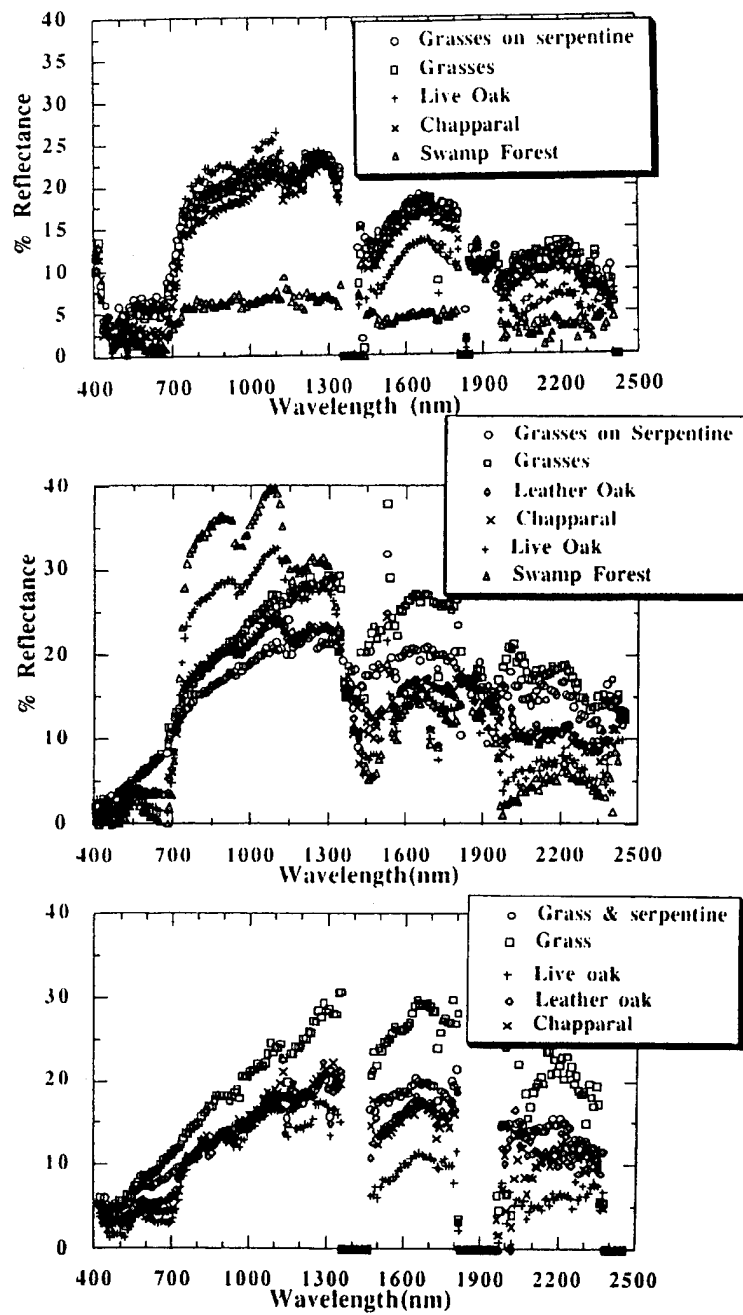 40
35
30
25
20
15
10
5
0
% Reflectance
Grasses on serpentine
Grasses
Live Oak
Chapparal
Swamp Forest
400 700 1000 1300 1600 1900 2200 2500
Wavelength (nm)
40
30
20
10
0
% Reflectance
Grasses on Serpentine
Grasses
Leather Oak
Chapparal
Live Oak
Swamp Forest
400 700 1000 1300 1600 1900 2200 2500
Wavelength(nm)
40
30
20
10
0
Grass & serpentine
Grass
Live oak
Leather oak
Chapparal
400 700 1000 1300 1600 1900 2200 2500
Wavelength(nm)